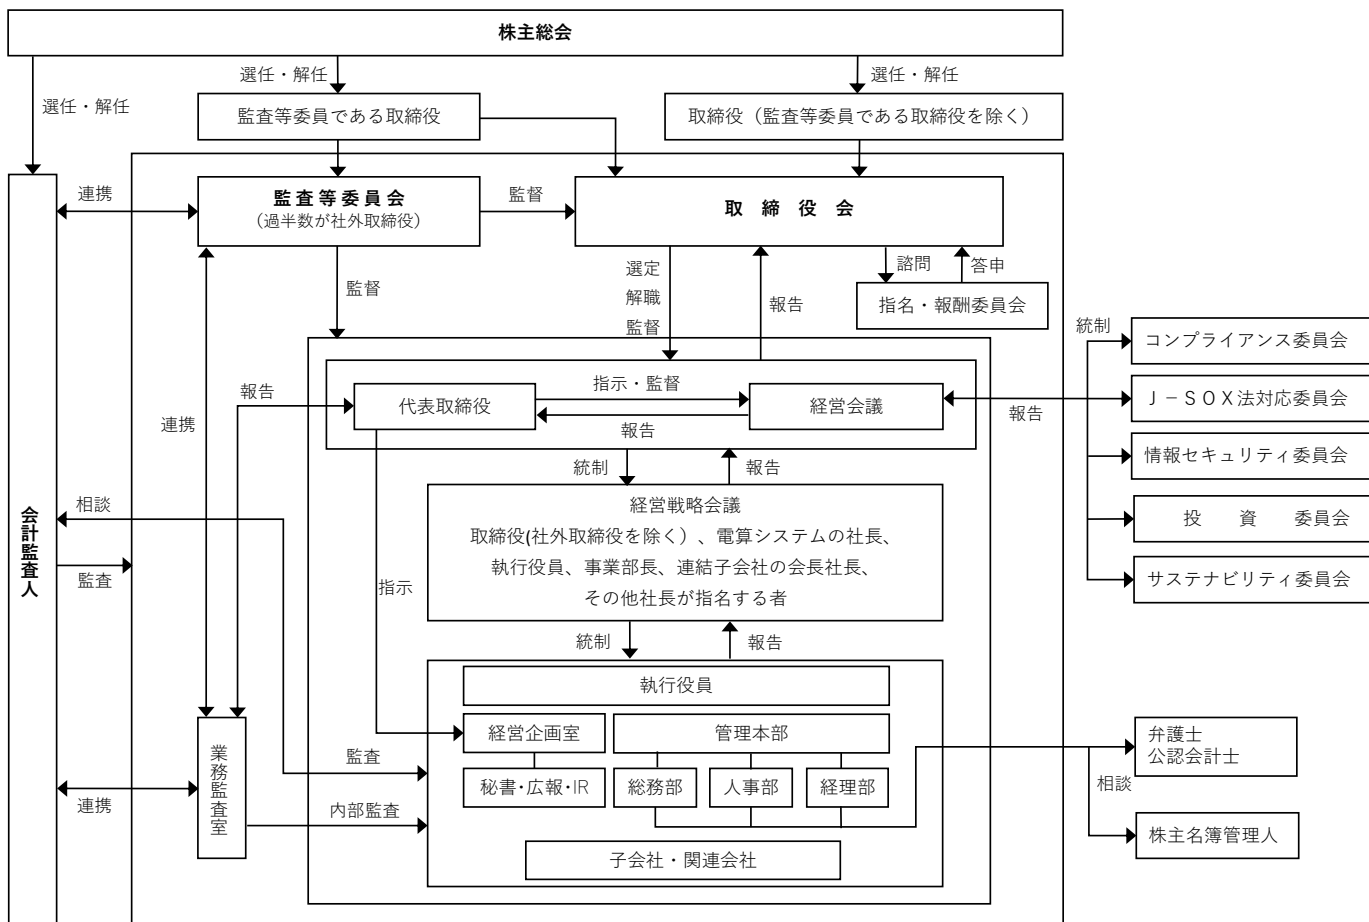 株主総会
選任・解任
選任・解任
選任・解任
監査等委員である取締役
取締役（監査等委員である取締役を除く）
連携
監査等委員会
（過半数が社外取締役）
監督
取締役会
監督
選定
解職
監督
報告
諮問
答申
指名・報酬委員会
統制
コンプライアンス委員会
Ｊ－ＳＯＸ法対応委員会
情報セキュリティ委員会
投資委員会
サステナビリティ委員会
報告
報告
連携
代表取締役
指示・監督
報告
経営会議
統制
報告
経営戦略会議
取締役(社外取締役を除く）、電算システムの社長、
執行役員、事業部長、連結子会社の会長社長、
その他社長が指名する者
相談
会計監査人
監査
指示
統制
報告
執行役員
経営企画室
管理本部
秘書･広報･IR
総務部
人事部
経理部
子会社・関連会社
監査
内部監査
業務監査室
連携
弁護士
公認会計士
相談
株主名簿管理人